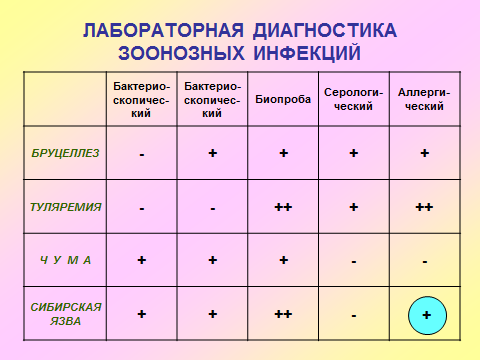 ЛАБОРАТОРНАЯ ДИАГНОСТИКА
ЗООНОЗНЫХ ИНФЕКЦИЙ
Бактерио-
скопичес-
кий
Бактерио-
скопичес-
кий
Биопроба
Серологи-
ческий
Аллерги-
ческий
БРУЦЕЛЛЕЗ - + + + +
ТУЛЯРЕМИЯ - - ++ + ++
Ч У М А + + + - -
СИБИРСКАЯ
ЯЗВА + + ++ - +